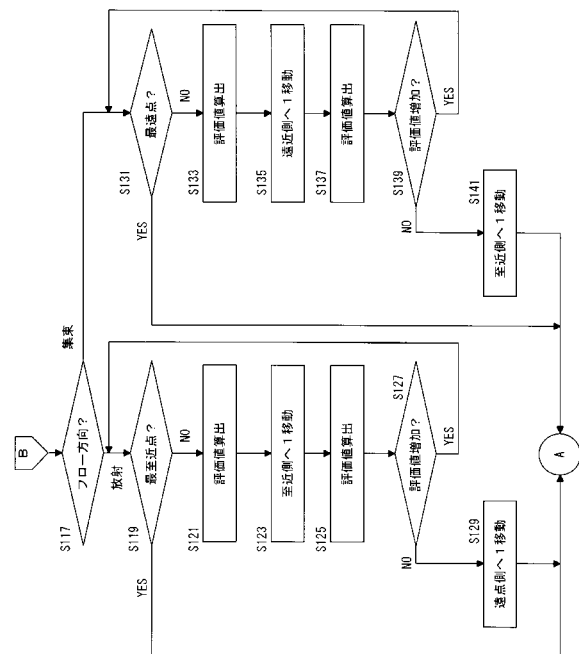 B
フロー方向?
S117
集束
放射
最至近点?
S119
YES
NO
評価値算出
S121
至近側へ1移動
S123
評価値算出
S125
評価値増加?
S127
YES
NO
遠点側へ1移動
S129
最遠点?
S131
YES
NO
評価値算出
S133
遠近側へ1移動
S135
評価値算出
S137
評価値増加?
S139
YES
NO
至近側へ1移動
S141
A